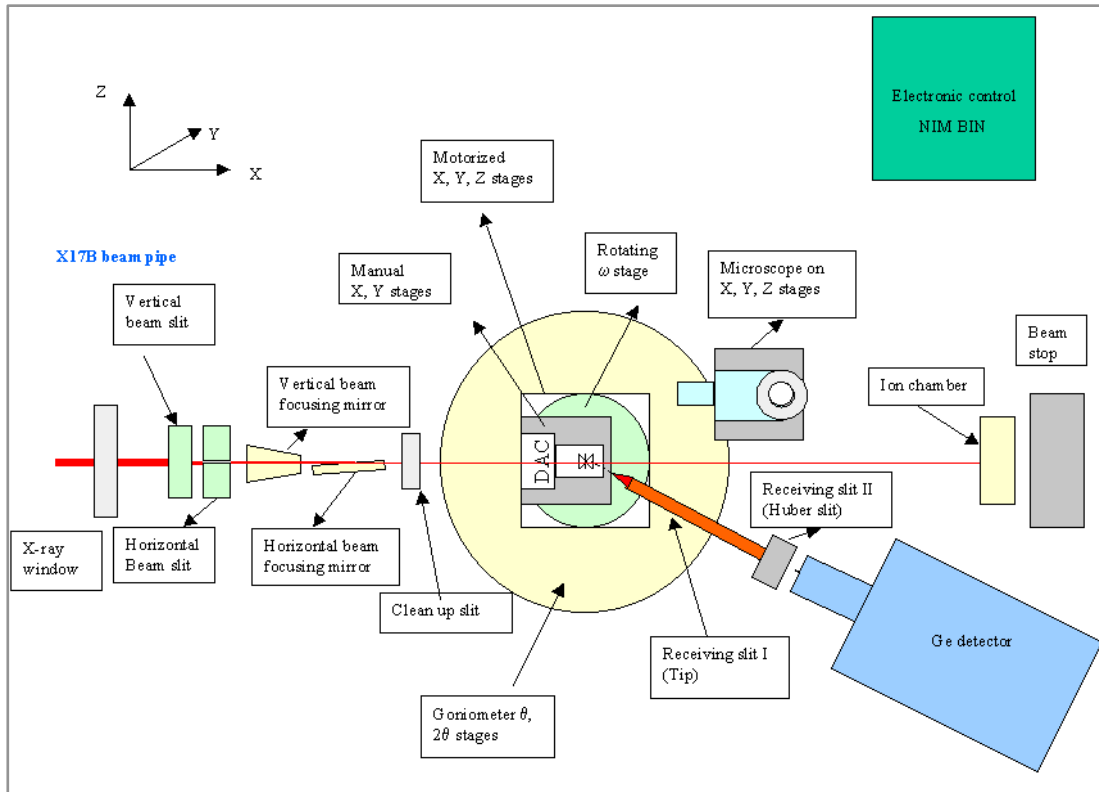 Electronic control
NIM BIN
Z
Y
X
Motorized
X, Y, Z stages
X17B beam pipe
Rotating
ω stage
Manual
X, Y stages
Microscope on
X, Y, Z stages
Vertical
beam slit
Beam
stop
Vertical beam
focusing mirror
Ion chamber
DAC
Receiving slit II
(Huber slit)
X-ray
window
Horizontal
Beam slit
Horizontal beam
focusing mirror
Clean up slit
Receiving slit I
(Tip)
Ge detector
Goniometer θ,
2θ stages